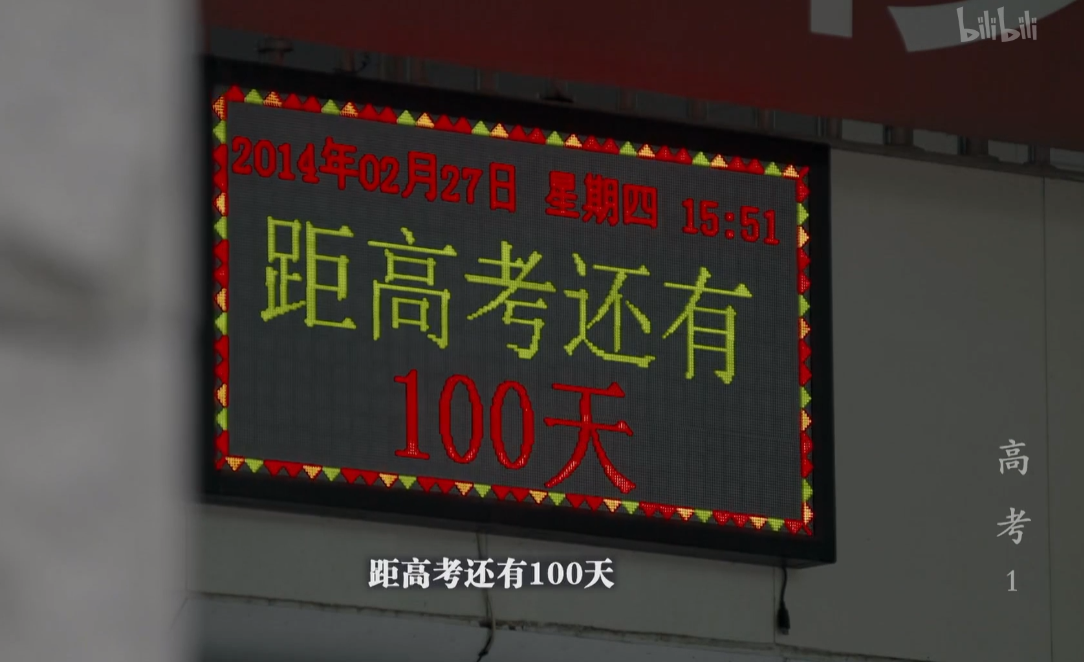 bilibili
2014年02月27日 星期四 15:51
距高考还有
100天
高考1
距高考还有100天